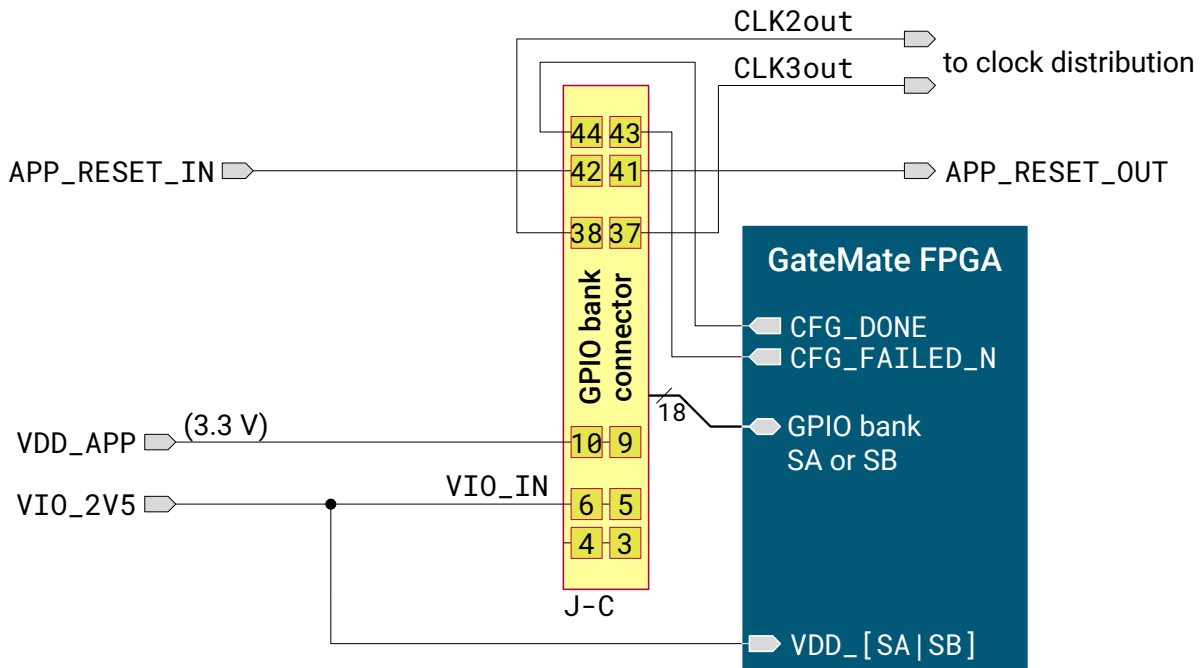 CLK2out
to clock distribution
CLK3out
44 43
APP_RESET_IN
42 41
APP_RESET_OUT
38 37
GateMate FPGA
GPIO bank
connector
CFG_DONE
CFG_FAILED_N
18
GPIO bank
SA or SB
(3.3 V)
VDD_APP
10 9
VIO_IN
VIO_2V5
6 5
4 3
J-C
VDD_[SA|SB]